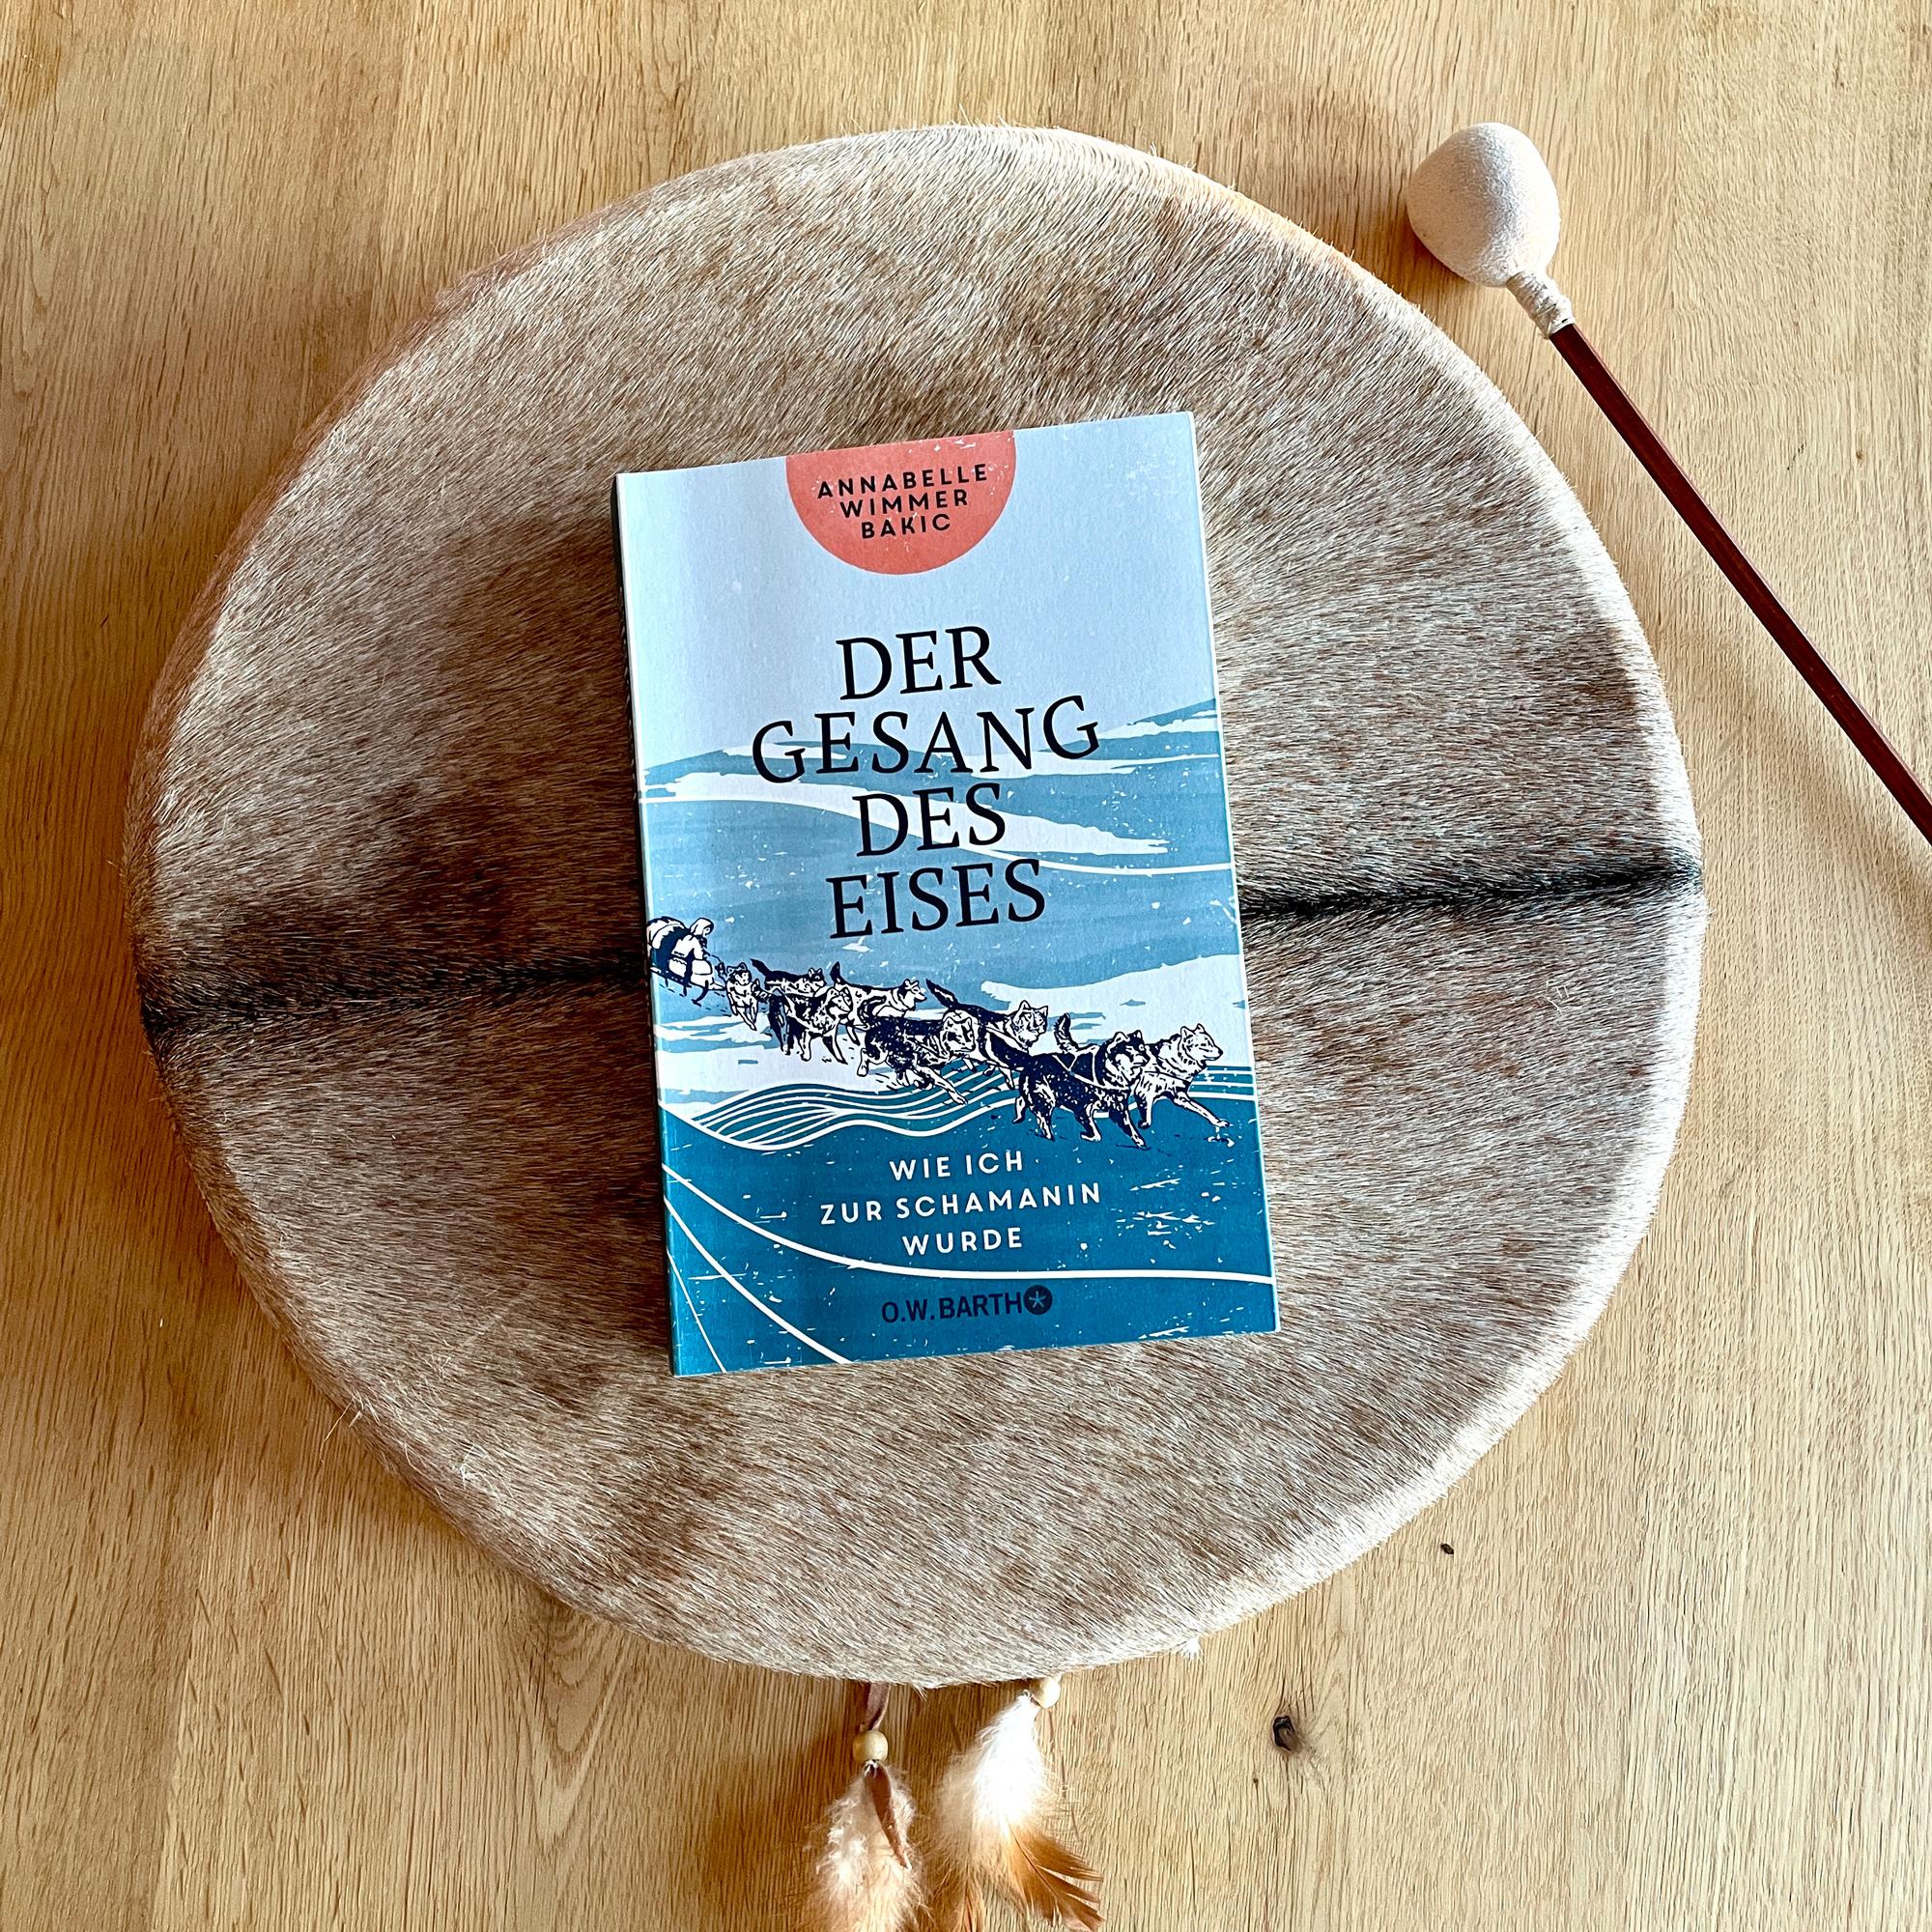 ANNABELLE
WIMMER
BAKIC
DER
GESANG
DES
EISES
WIE ICH
ZUR SCHAMANIN
WURDE
O.W. BARTH